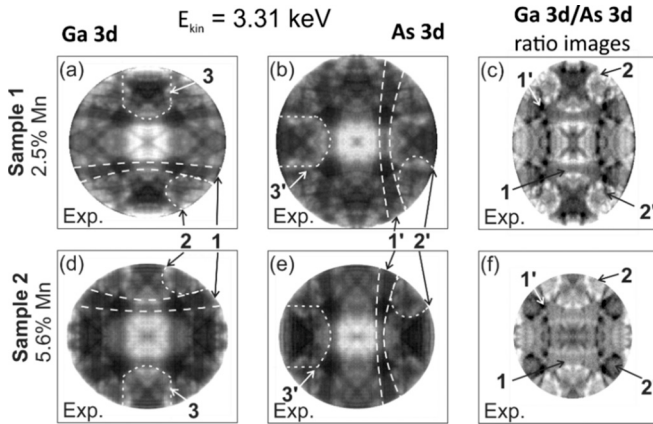 Ga 3d
E_kin = 3.31 keV
As 3d
Ga 3d/As 3d
ratio images
Sample 1
2.5% Mn
(a)
3
Exp.
(b)
3'
Exp.
(c)
1'
2
1
2'
Exp.
2
1
1'
2'
Sample 2
5.6% Mn
(d)
3
Exp.
(e)
3'
Exp.
(f)
1'
2
1
2'
Exp.